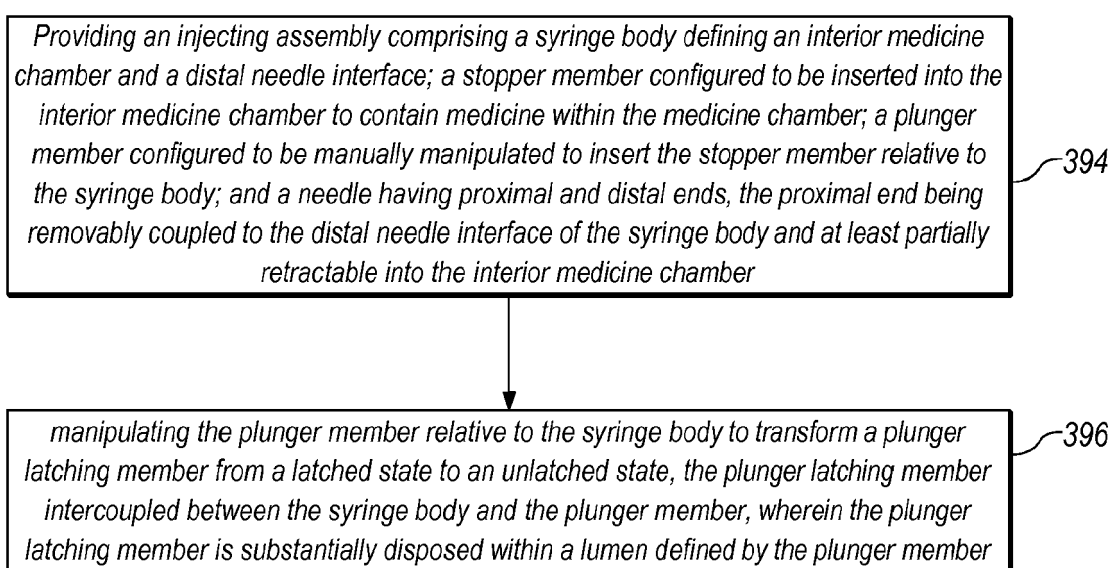 Providing an injecting assembly comprising a syringe body defining an interior medicine
chamber and a distal needle interface; a stopper member configured to be inserted into the
interior medicine chamber to contain medicine within the medicine chamber; a plunger
member configured to be manually manipulated to insert the stopper member relative to
the syringe body; and a needle having proximal and distal ends, the proximal end being
removably coupled to the distal needle interface of the syringe body and at least partially
retractable into the interior medicine chamber
394
manipulating the plunger member relative to the syringe body to transform a plunger
latching member from a latched state to an unlatched state, the plunger latching member
intercoupled between the syringe body and the plunger member, wherein the plunger
latching member is substantially disposed within a lumen defined by the plunger member
396